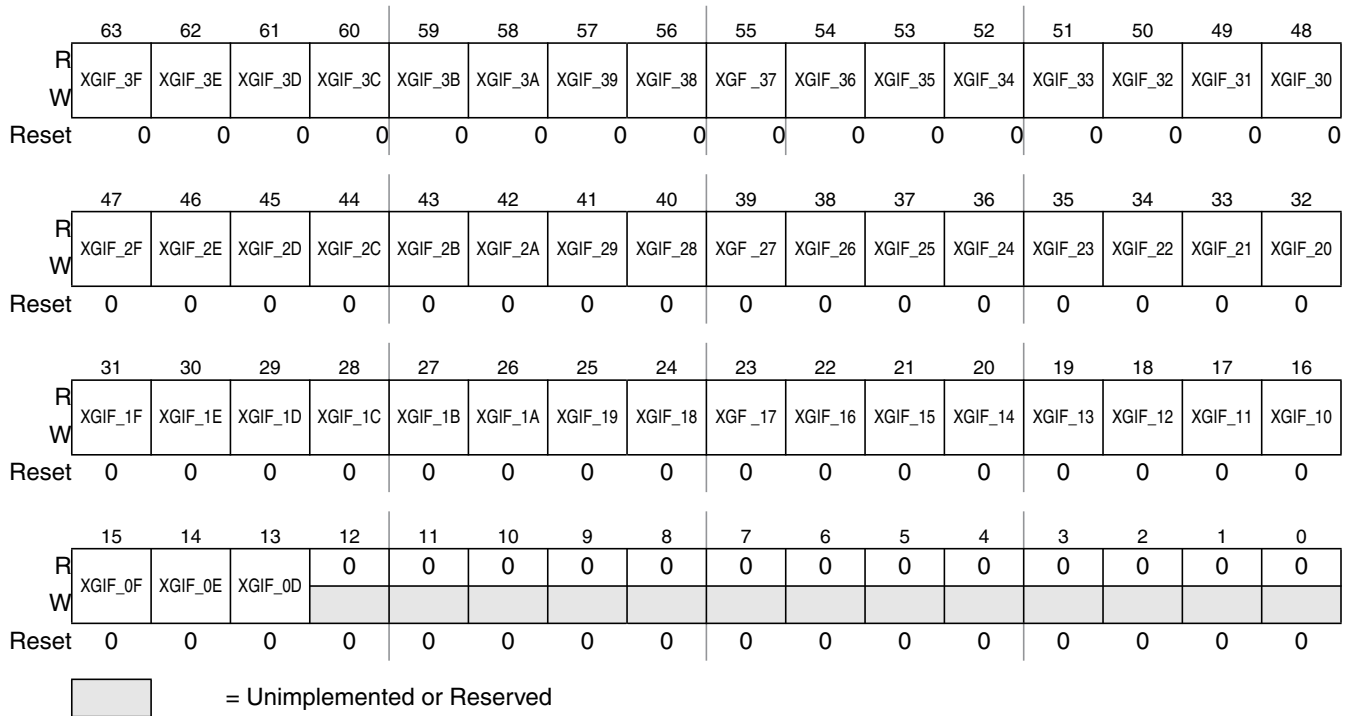 63 62 61 60 59 58 57 56 55 54 53 52 51 50 49 48
R
XGIF_3F XGIF_3E XGIF_3D XGIF_3C XGIF_3B XGIF_3A XGIF_39 XGIF_38 XGF _37 XGIF_36 XGIF_35 XGIF_34 XGIF_33 XGIF_32 XGIF_31 XGIF_30
W
Reset 0 0 0 0 0 0 0 0 0 0 0 0 0 0 0 0
47 46 45 44 43 42 41 40 39 38 37 36 35 34 33 32
R
XGIF_2F XGIF_2E XGIF_2D XGIF_2C XGIF_2B XGIF_2A XGIF_29 XGIF_28 XGF _27 XGIF_26 XGIF_25 XGIF_24 XGIF_23 XGIF_22 XGIF_21 XGIF_20
W
Reset 0 0 0 0 0 0 0 0 0 0 0 0 0 0 0 0
31 30 29 28 27 26 25 24 23 22 21 20 19 18 17 16
R
XGIF_1F XGIF_1E XGIF_1D XGIF_1C XGIF_1B XGIF_1A XGIF_19 XGIF_18 XGF _17 XGIF_16 XGIF_15 XGIF_14 XGIF_13 XGIF_12 XGIF_11 XGIF_10
W
Reset 0 0 0 0 0 0 0 0 0 0 0 0 0 0 0 0
15 14 13 12 11 10 9 8 7 6 5 4 3 2 1 0
R 0 0 0 0 0 0 0 0 0 0 0 0 0
XGIF_0F XGIF_0E XGIF_0D
W
Reset 0 0 0 0 0 0 0 0 0 0 0 0 0 0 0 0
= Unimplemented or Reserved